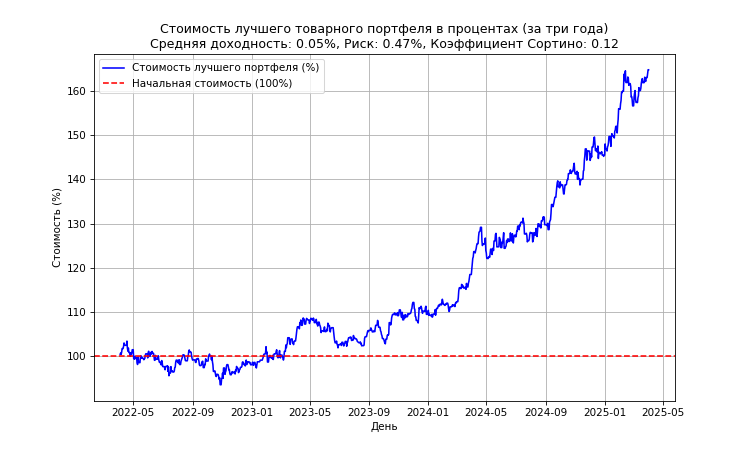 Стоимость лучшего товарного портфеля в процентах (за три года)
Средняя доходность: 0.05%, Риск: 0.47%, Коэффициент Сортино: 0.12
Стоимость лучшего портфеля (%)
Начальная стоимость (100%)
Стоимость (%)
160
150
140
130
120
110
100
2022-05 2022-09 2023-01 2023-05 2023-09 2024-01 2024-05 2024-09 2025-01 2025-05
День